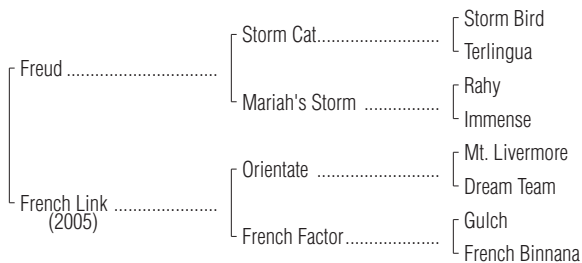 Storm Bird
Storm Cat..................
Terlingua
Freud ................................
Rahy
Mariah's Storm ................
Immense
Mt. Livermore
Orientate ..........................
Dream Team
French Link ......................
(2005)
Gulch
French Factor....................
French Binnana